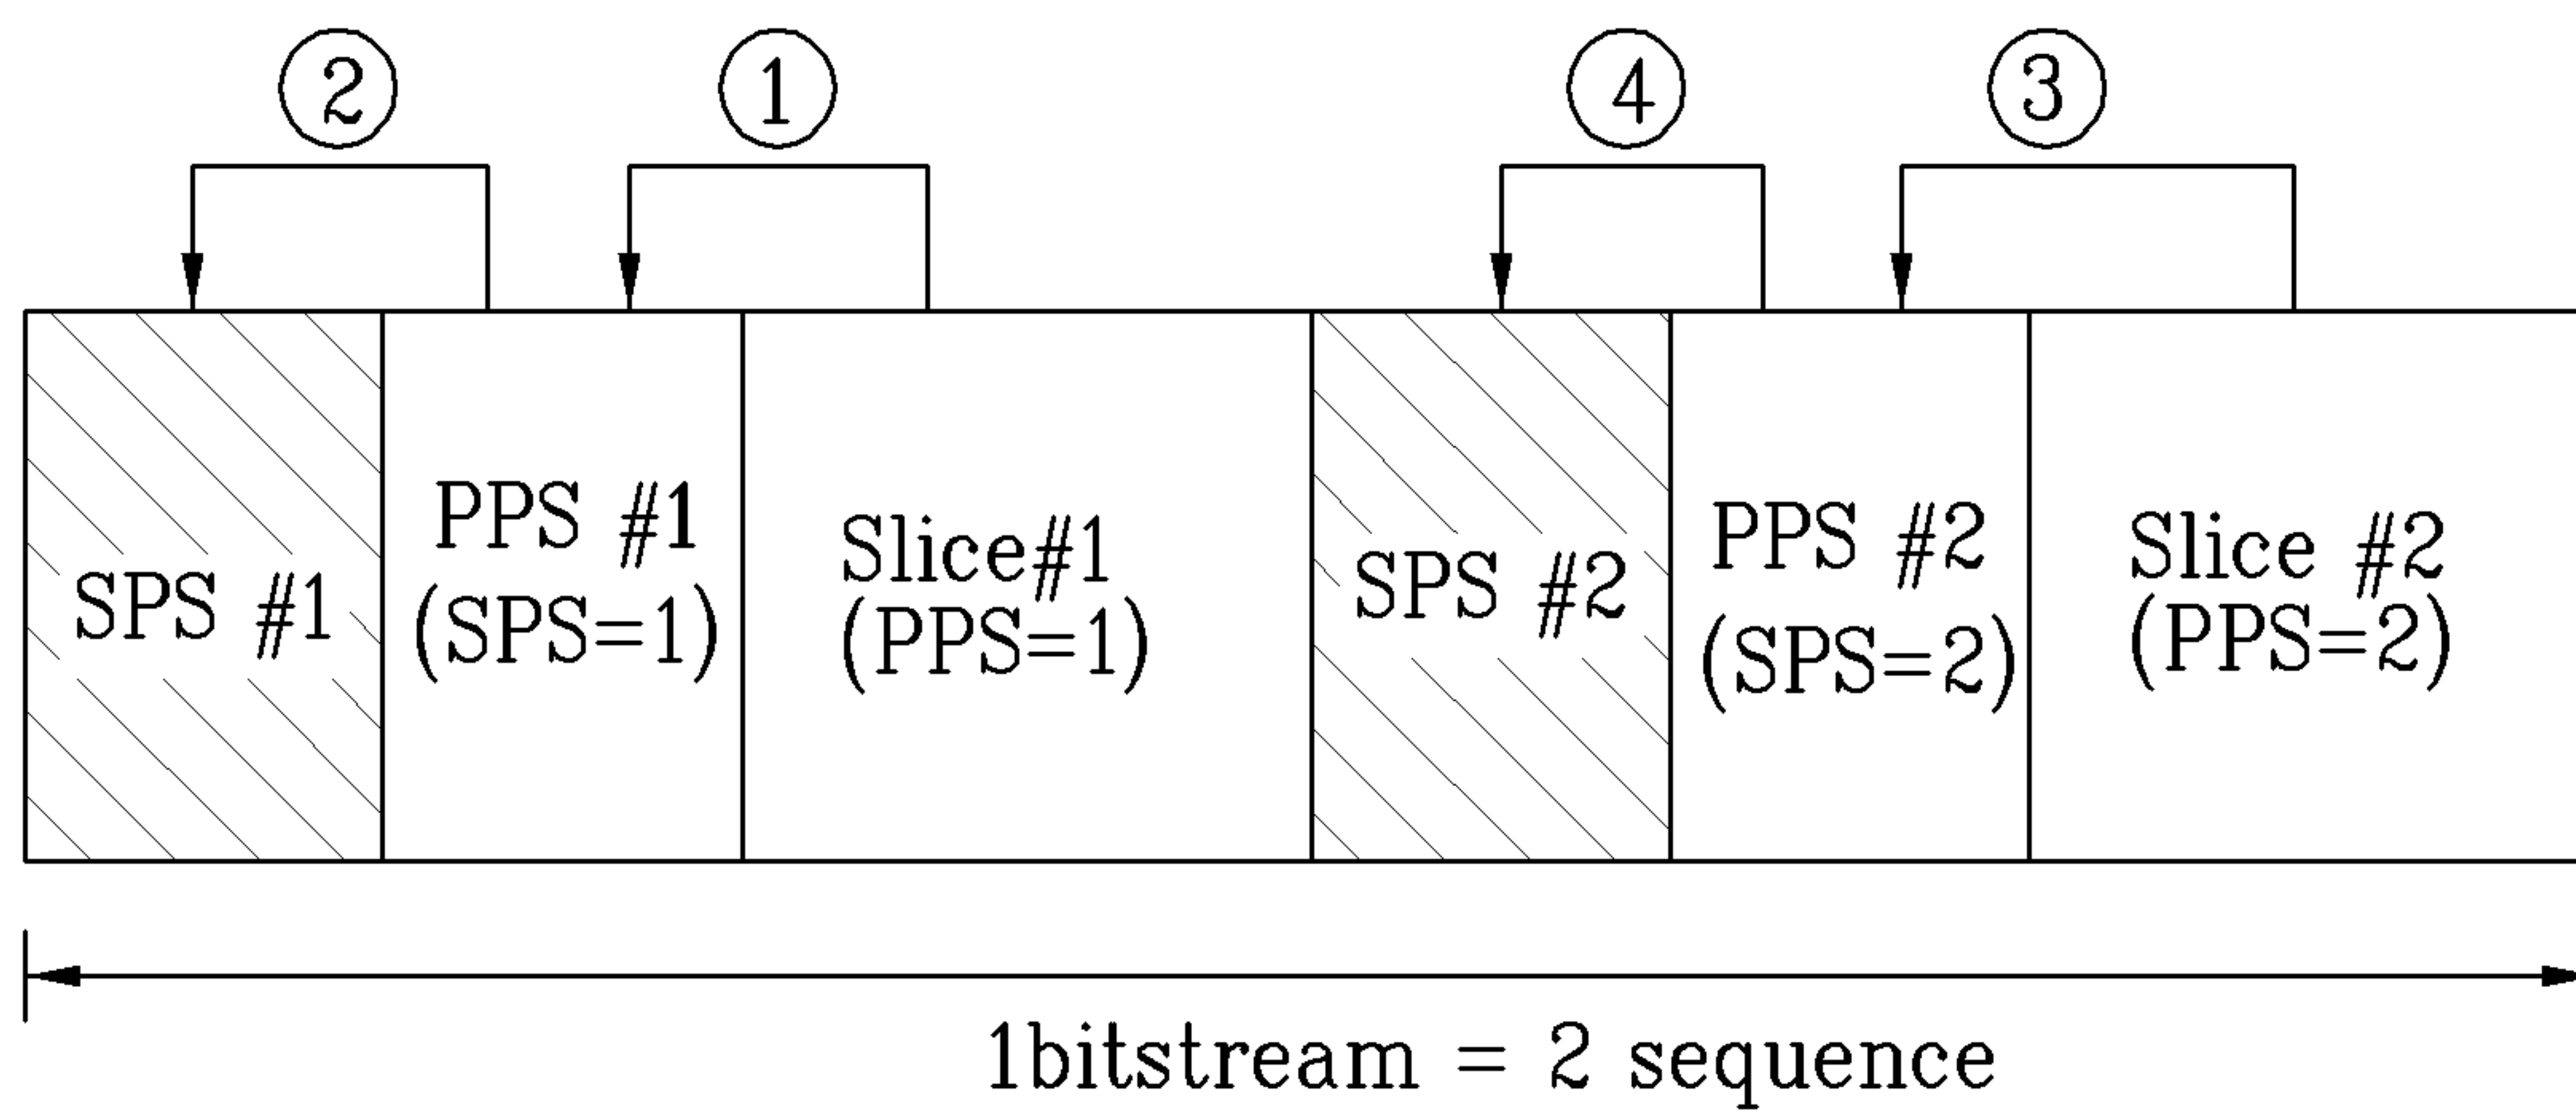 ② ① ④ ③
SPS #1
PPS #1
(SPS=1)
Slice#1
(PPS=1)
SPS #2
PPS #2
(SPS=2)
Slice #2
(PPS=2)
1bitstream = 2 sequence